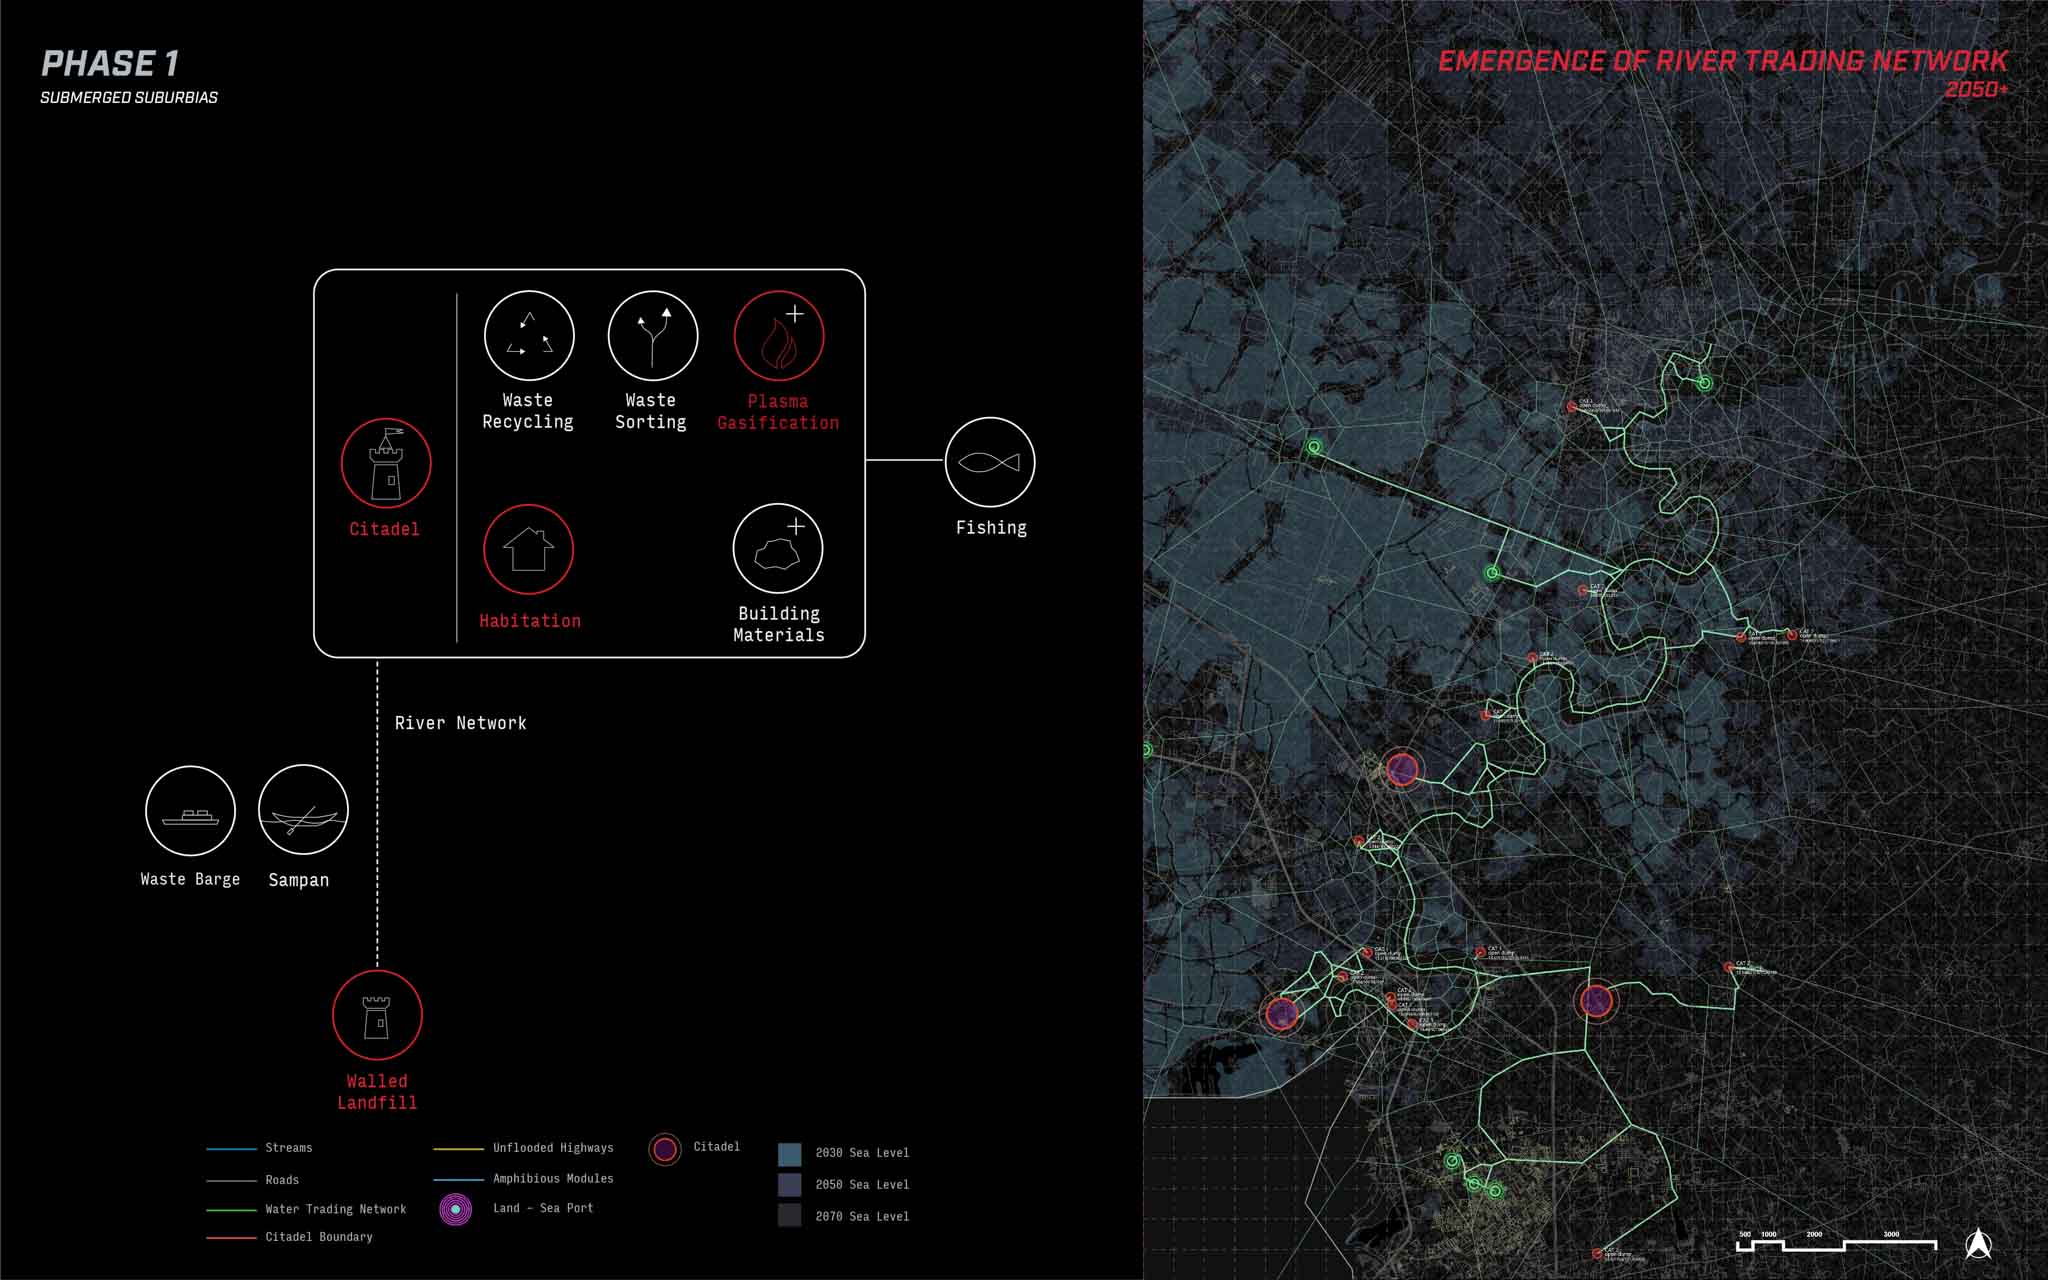 PHASE 1
SUBMERGED SUBURBIAS
EMERGENCE OF RIVER TRADING NETWORK
2050+
Waste
Recycling
Waste
Sorting
Plasma
Gasification
Citadel
Habitation
Building
Materials
Fishing
River Network
Waste Barge
Sampan
Walled
Landfill
Streams
Roads
Water Trading Network
Citadel Boundary
Unflooded Highways
Amphibious Modules
Land - Sea Port
Citadel
2030 Sea Level
2050 Sea Level
2070 Sea Level
500 1000 2000 3000